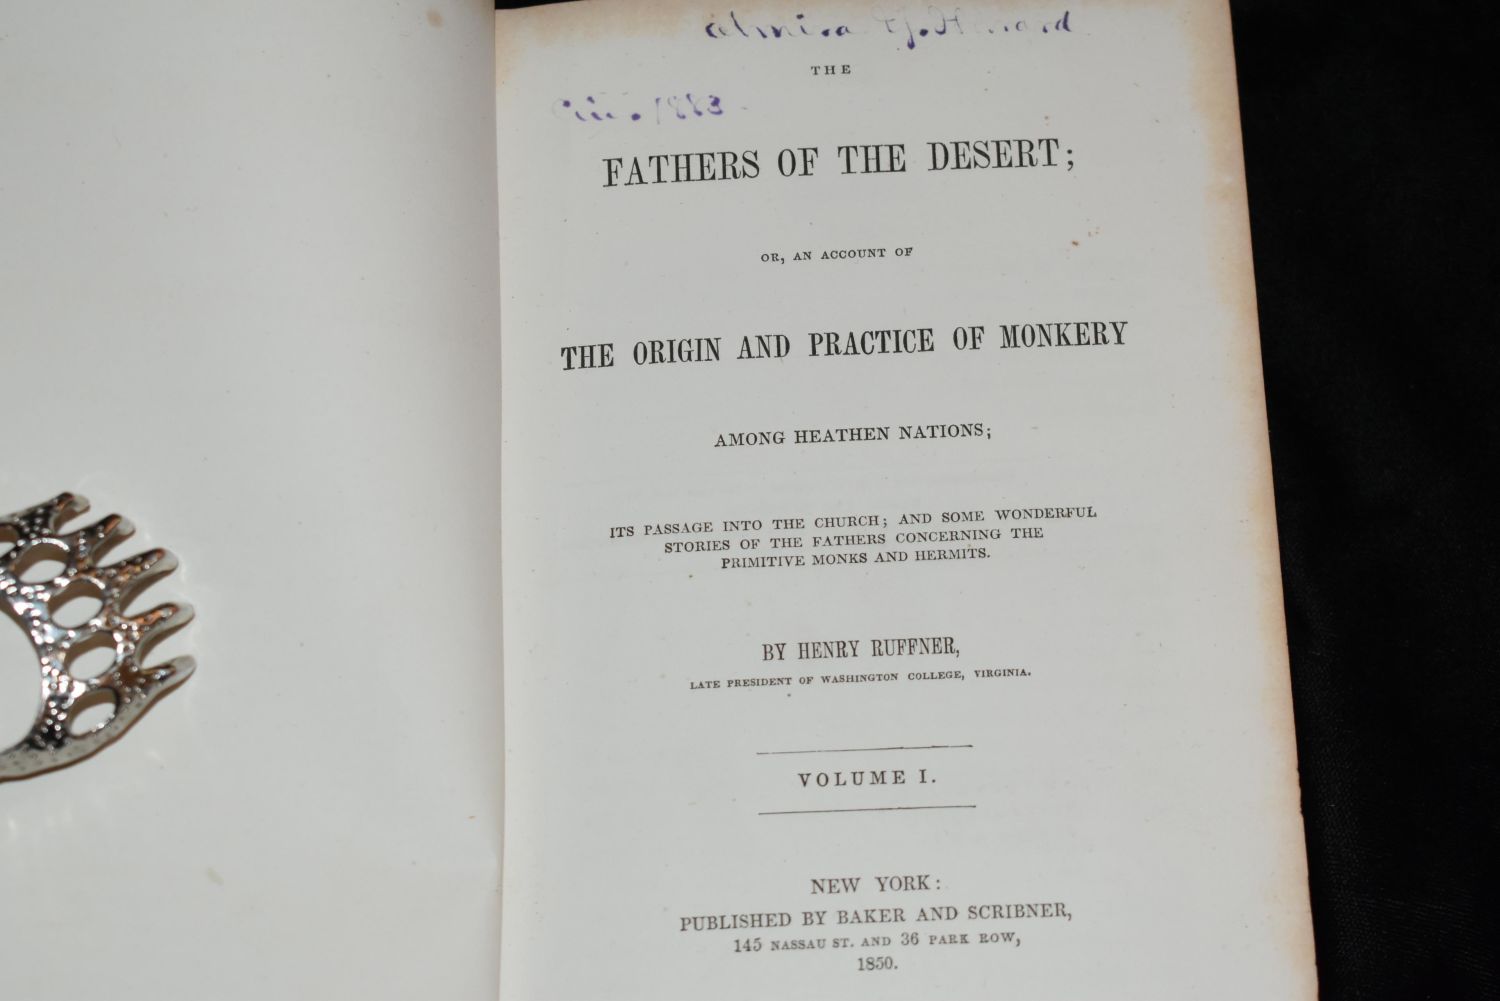 Almira
THE
1883
FATHERS OF THE DESERT;
OR, AN ACCOUNT OF
THE ORIGIN AND PRACTICE OF MONKERY
AMONG HEATHEN NATIONS;
ITS PASSAGE INTO THE CHURCH; AND SOME WONDERFUL
STORIES OF THE FATHERS CONCERNING THE
PRIMITIVE MONKS AND HERMITS.
BY HENRY RUFFNER,
LATE PRESIDENT OF WASHINGTON COLLEGE, VIRGINIA.
VOLUME I.
NEW YORK:
PUBLISHED BY BAKER AND SCRIBNER,
145 NASSAU ST. AND 36 PARK ROW,
1850.